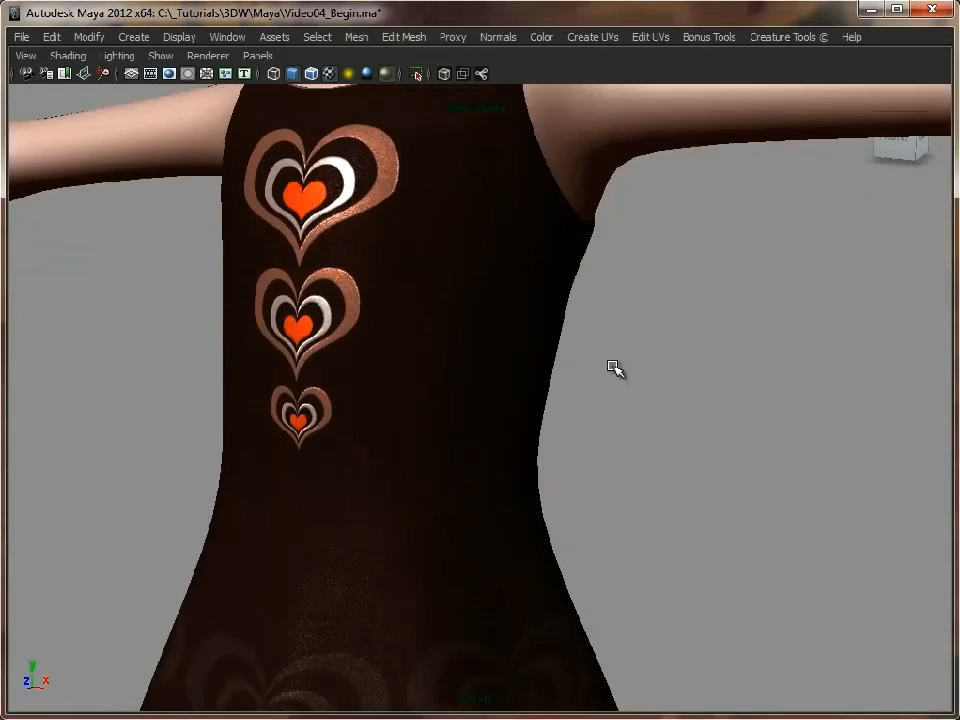 Autodesk Maya 2012 x64: C:\_Tutorials\3DW\Maya\Video04_Begin.ma*
File Edit Modify Create Display Window Assets Select Mesh Edit Mesh Proxy Normals Color Create UVs Edit UVs Bonus Tools Creature Tools © Help
View Shading Lighting Show Renderer Panels
y
z x